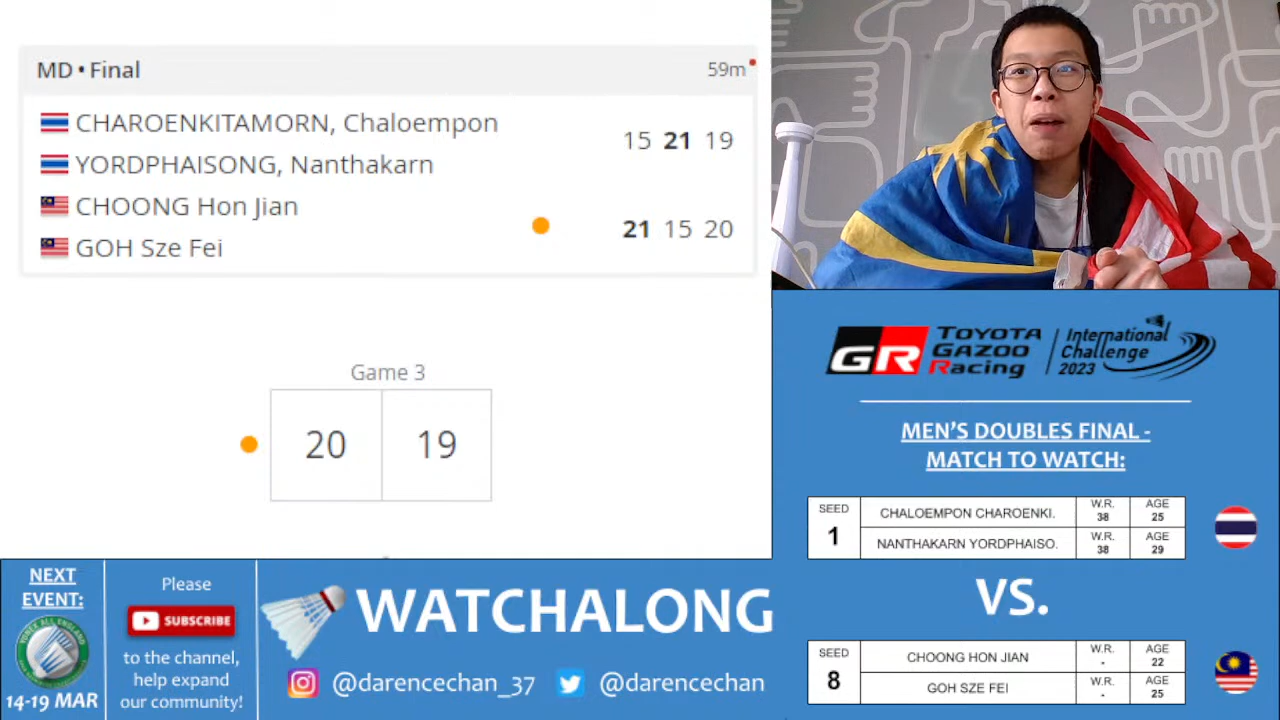 MD • Final
59m
CHAROENKITAMORN, Chaloempon
YORDPHAISONG, Nanthakarn
15 21 19
CHOONG Hon Jian
GOH Sze Fei
21 15 20
Game 3
20 19
GR TOYOTA GAZOO Racing
International Challenge 2023
MEN'S DOUBLES FINAL -
MATCH TO WATCH:
SEED 1
CHALOEMPON CHAROENKI. W.R. 38 AGE 25
NANTHAKARN YORDPHAISO. W.R. 38 AGE 29
VS.
SEED 8
CHOONG HON JIAN W.R. - AGE 22
GOH SZE FEI W.R. - AGE 25
NEXT
EVENT:
YONEX ALL ENGLAND
14-19 MAR
Please
SUBSCRIBE
to the channel,
help expand
our community!
WATCHALONG
@darencechan_37
@darencechan